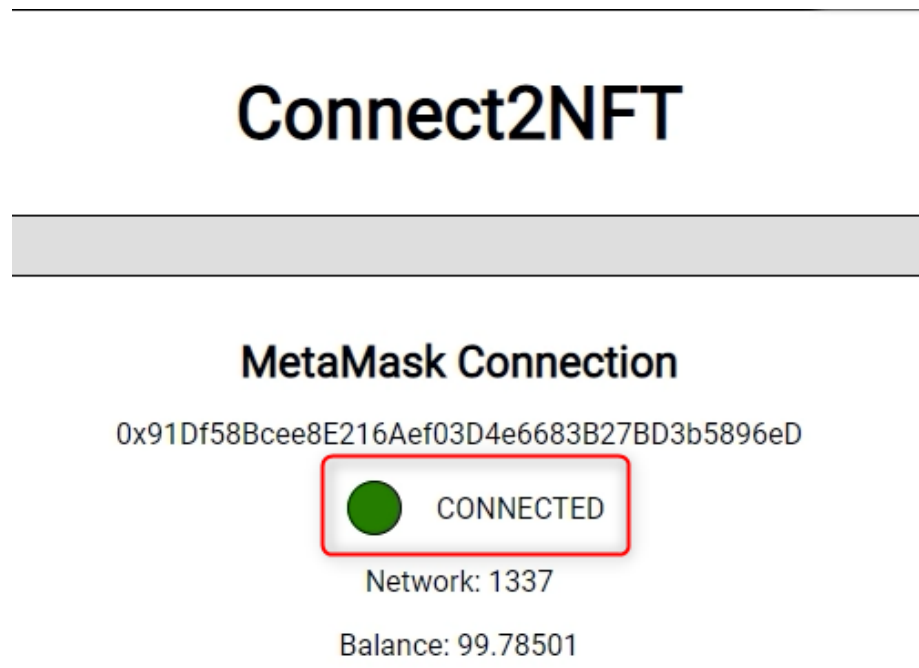 Connect2NFT
MetaMask Connection
0x91Df58Bcee8E216Aef03D4e6683B27BD3b5896eD
CONNECTED
Network: 1337
Balance: 99.78501